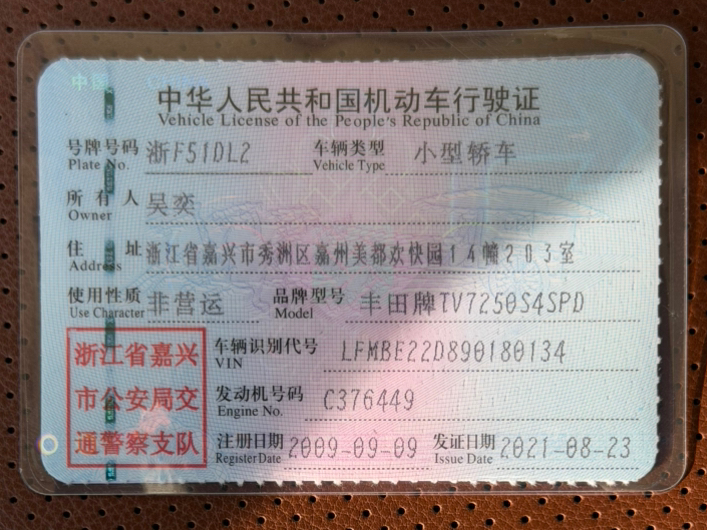 中华人民共和国机动车行驶证
Vehicle License of the People's Republic of China
号牌号码 浙F51DL2 车辆类型 小型轿车
Plate No. Vehicle Type
所有人 吴奕
Owner
住址 浙江省嘉兴市秀洲区嘉州美都欢快园14幢203室
Address
使用性质 非营运 品牌型号 丰田牌TV7250S4SPD
Use Character Model
浙江省嘉兴
市公安局交
通警察支队
车辆识别代号 LFMBE22D890180134
VIN
发动机号码 C376449
Engine No.
注册日期 2009-09-09 发证日期 2021-08-23
Register Date Issue Date